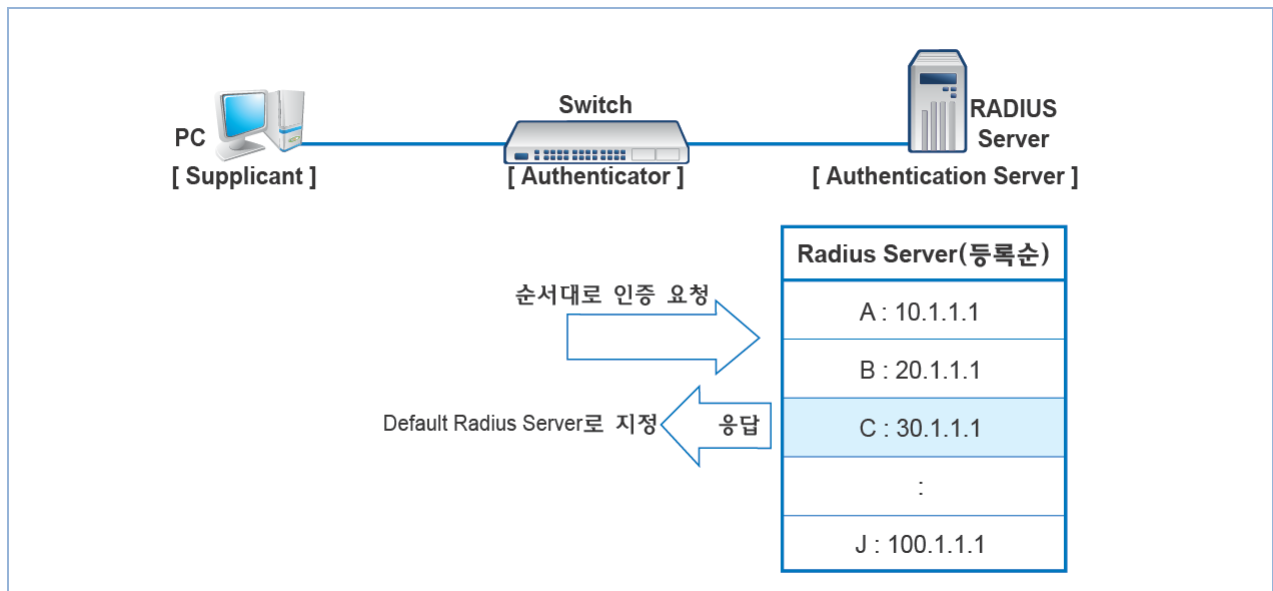 Switch
RADIUS
Server
PC
[ Supplicant ]
[ Authenticator ]
[ Authentication Server ]
Radius Server(등록순)
순서대로 인증 요청
A : 10.1.1.1
B : 20.1.1.1
Default Radius Server로 지정
응답
C : 30.1.1.1
:
J : 100.1.1.1